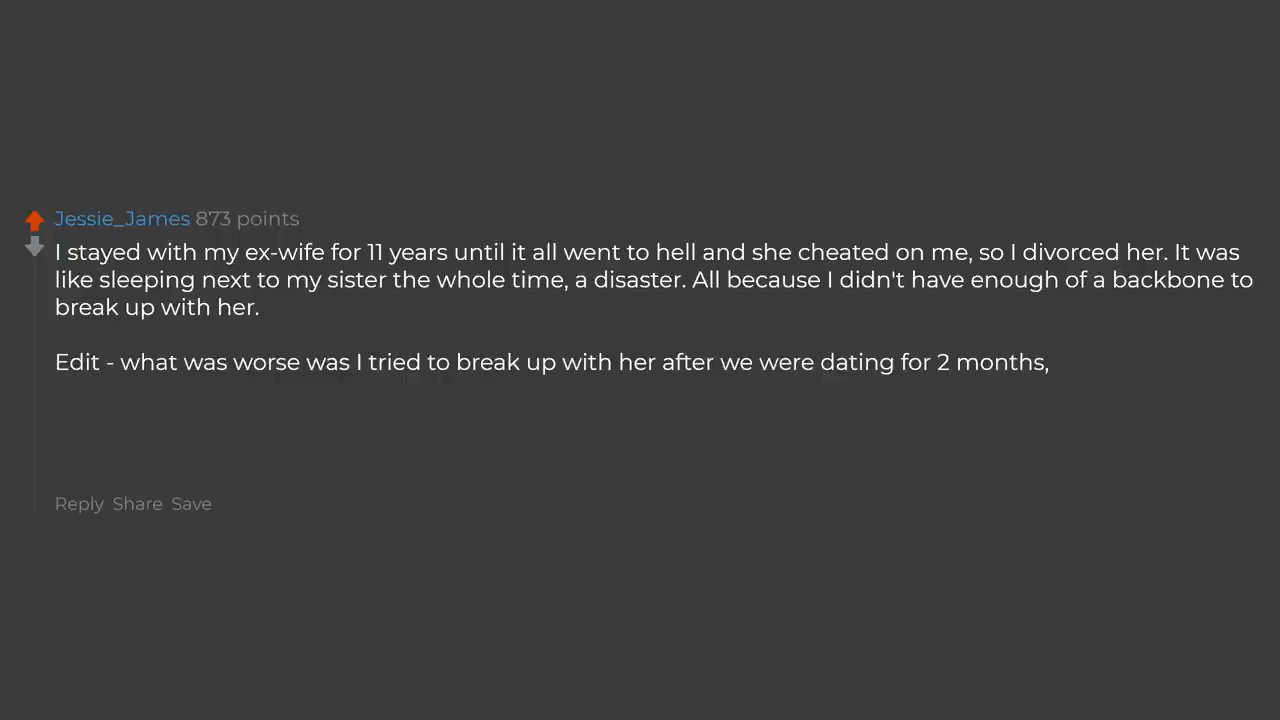 Jessie_James 873 points
I stayed with my ex-wife for 11 years until it all went to hell and she cheated on me, so I divorced her. It was
like sleeping next to my sister the whole time, a disaster. All because I didn't have enough of a backbone to
break up with her.
Edit - what was worse was I tried to break up with her after we were dating for 2 months,
Reply Share Save